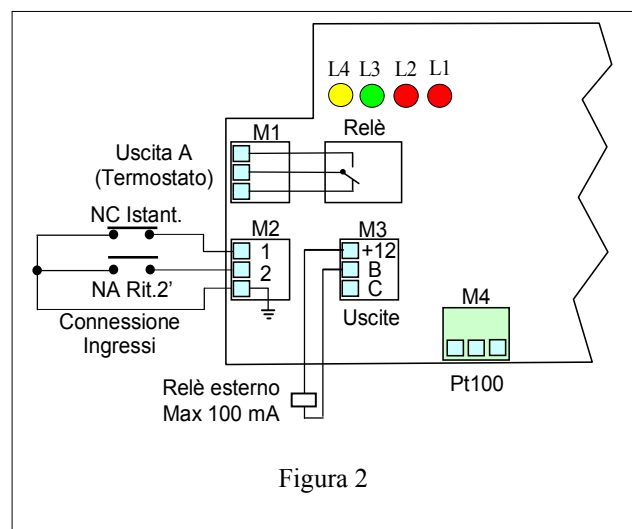 L4 L3 L2 L1
M1 Relè
Uscita A
(Termostato)
NC Istant.
M2 M3
1 +12
2 B
C
NA Rit.2'
Connessione
Ingressi
Uscite
M4
Pt100
Relè esterno
Max 100 mA
Figura 2